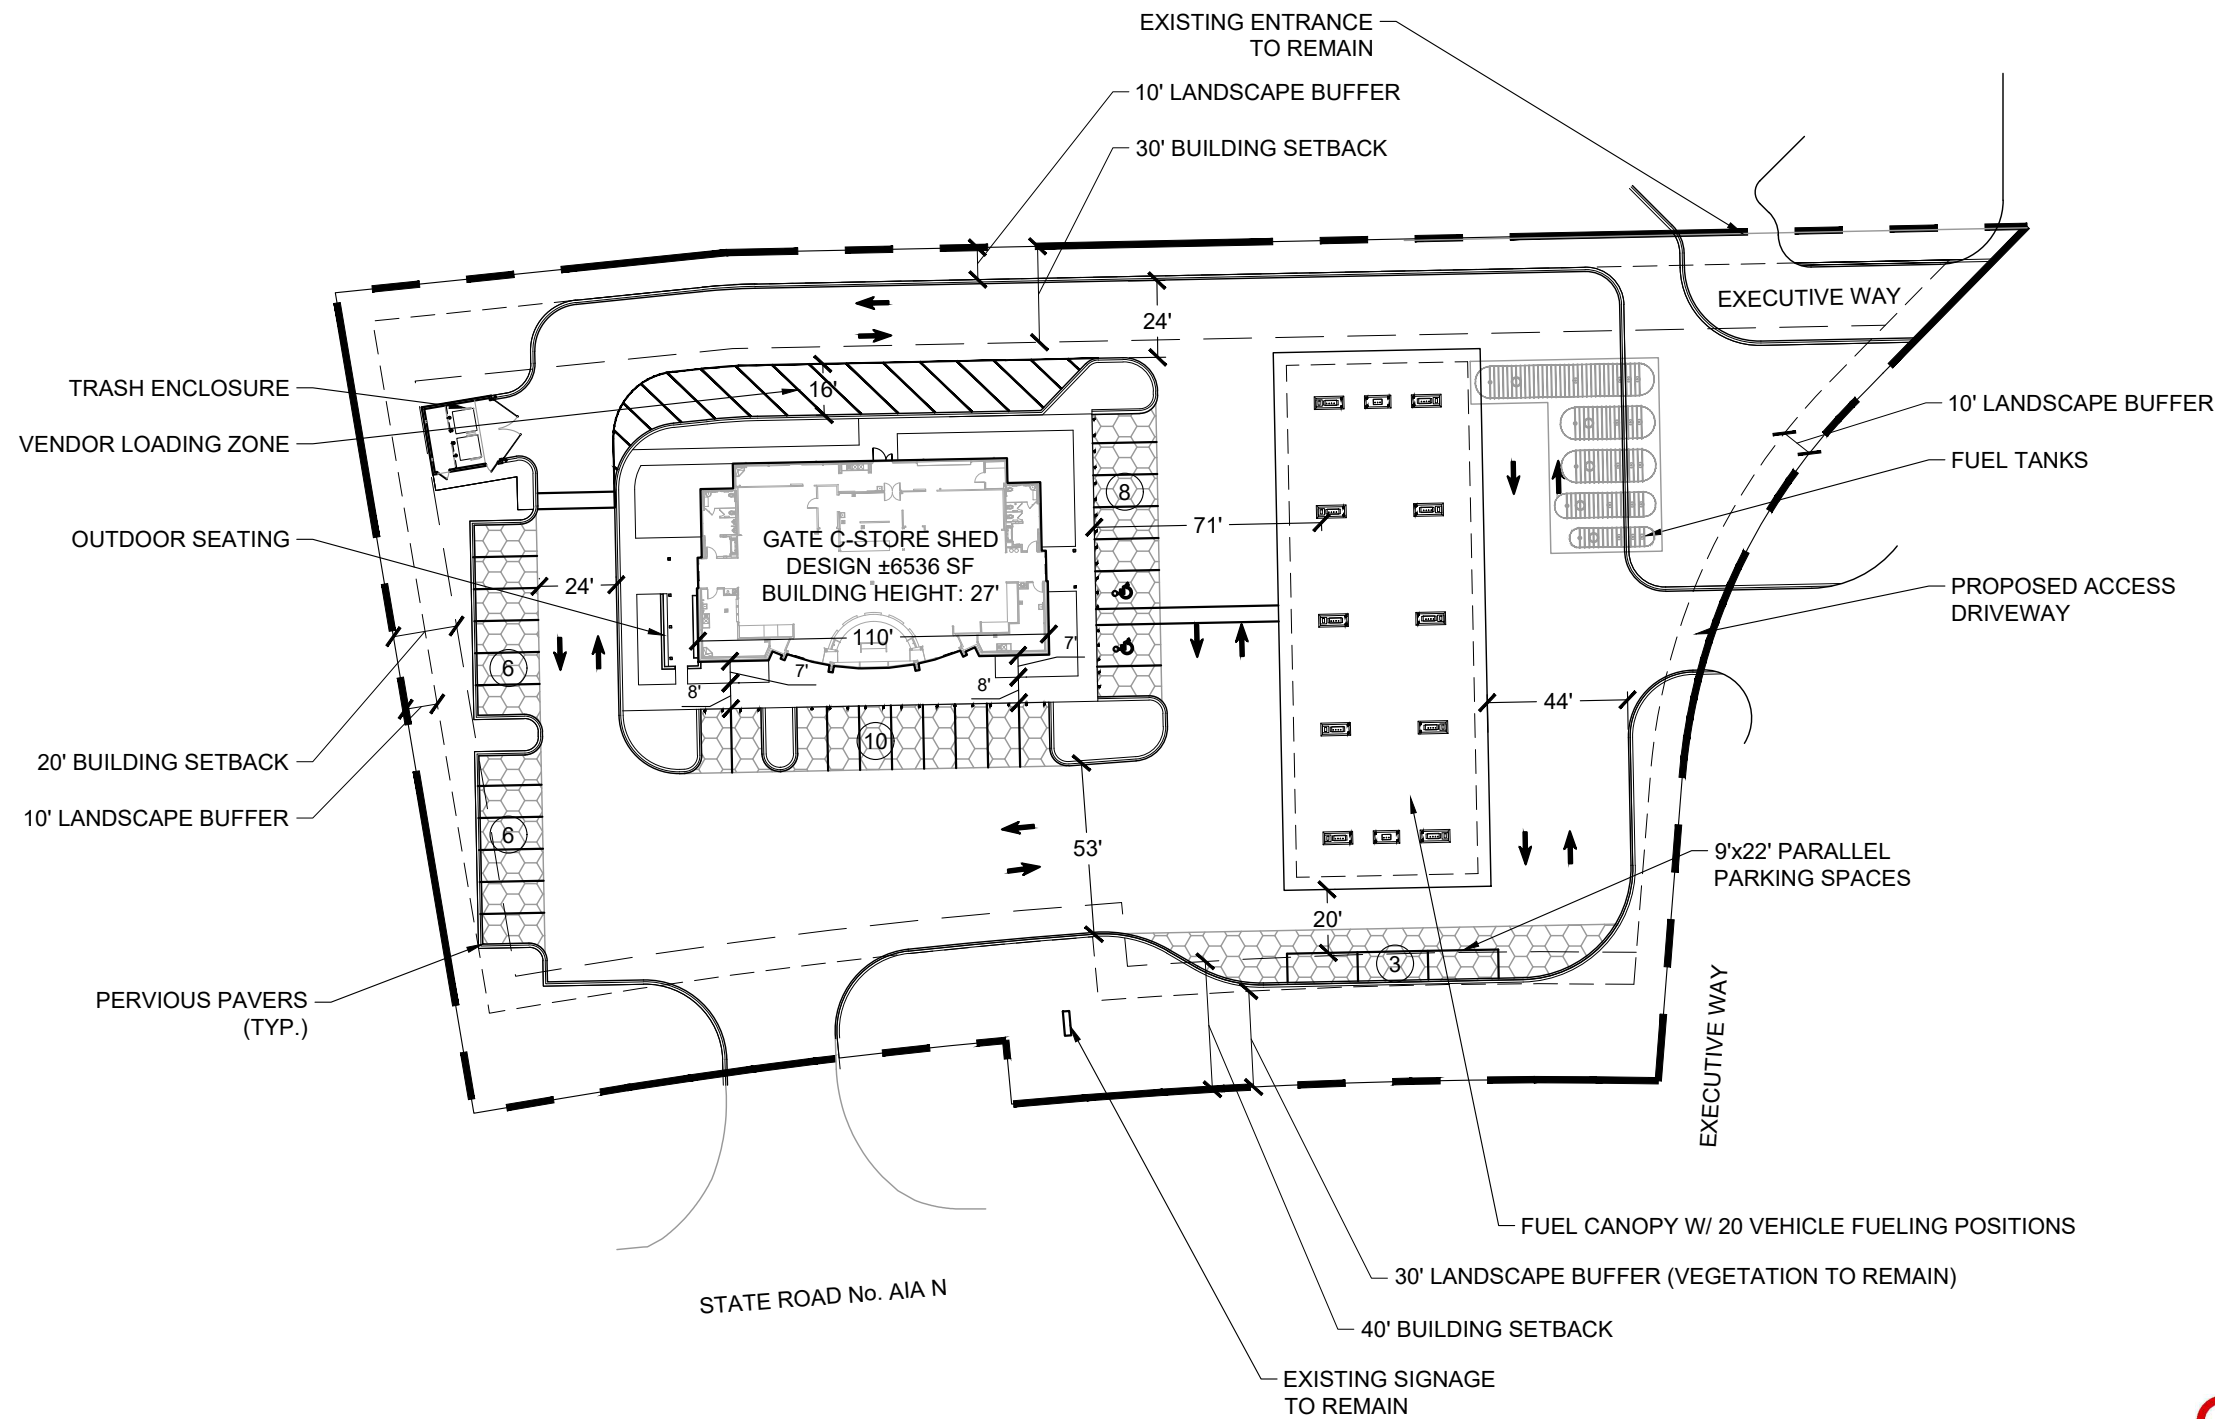 EXISTING ENTRANCE
TO REMAIN
10' LANDSCAPE BUFFER
30' BUILDING SETBACK
EXECUTIVE WAY
24'
TRASH ENCLOSURE
16'
10' LANDSCAPE BUFFER
VENDOR LOADING ZONE
FUEL TANKS
8
71'
OUTDOOR SEATING
GATE C-STORE SHED
DESIGN ±6536 SF
BUILDING HEIGHT: 27'
24'
PROPOSED ACCESS
DRIVEWAY
110'
7'
7'
6
8'
8'
44'
10
20' BUILDING SETBACK
10' LANDSCAPE BUFFER
6
53'
9'x22' PARALLEL
PARKING SPACES
20'
3
PERVIOUS PAVERS
(TYP.)
EXECUTIVE WAY
FUEL CANOPY W/ 20 VEHICLE FUELING POSITIONS
30' LANDSCAPE BUFFER (VEGETATION TO REMAIN)
STATE ROAD No. AIA N
40' BUILDING SETBACK
EXISTING SIGNAGE
TO REMAIN